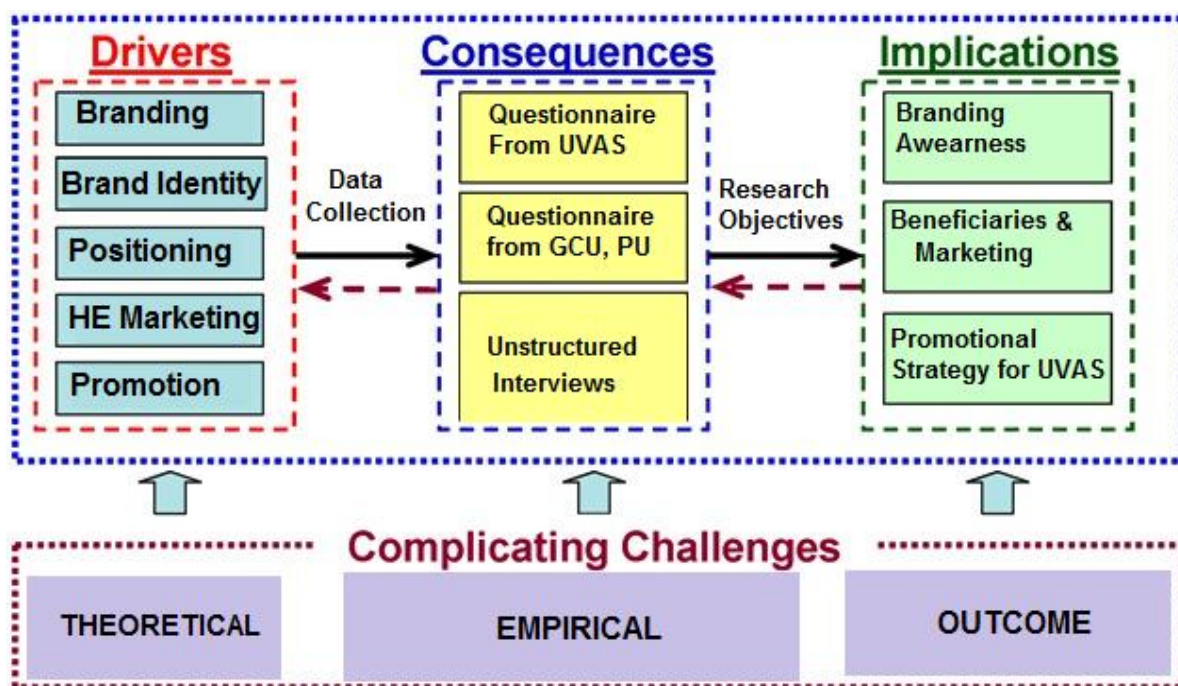 Drivers
Branding
Brand Identity
Positioning
HE Marketing
Promotion
Data
Collection
Consequences
Questionnaire
From UVAS
Questionnaire
from GCU, PU
Unstructured
Interviews
Research
Objectives
Implications
Branding
Awearness
Beneficiaries &
Marketing
Promotional
Strategy for UVAS
Complicating Challenges
THEORETICAL
EMPIRICAL
OUTCOME